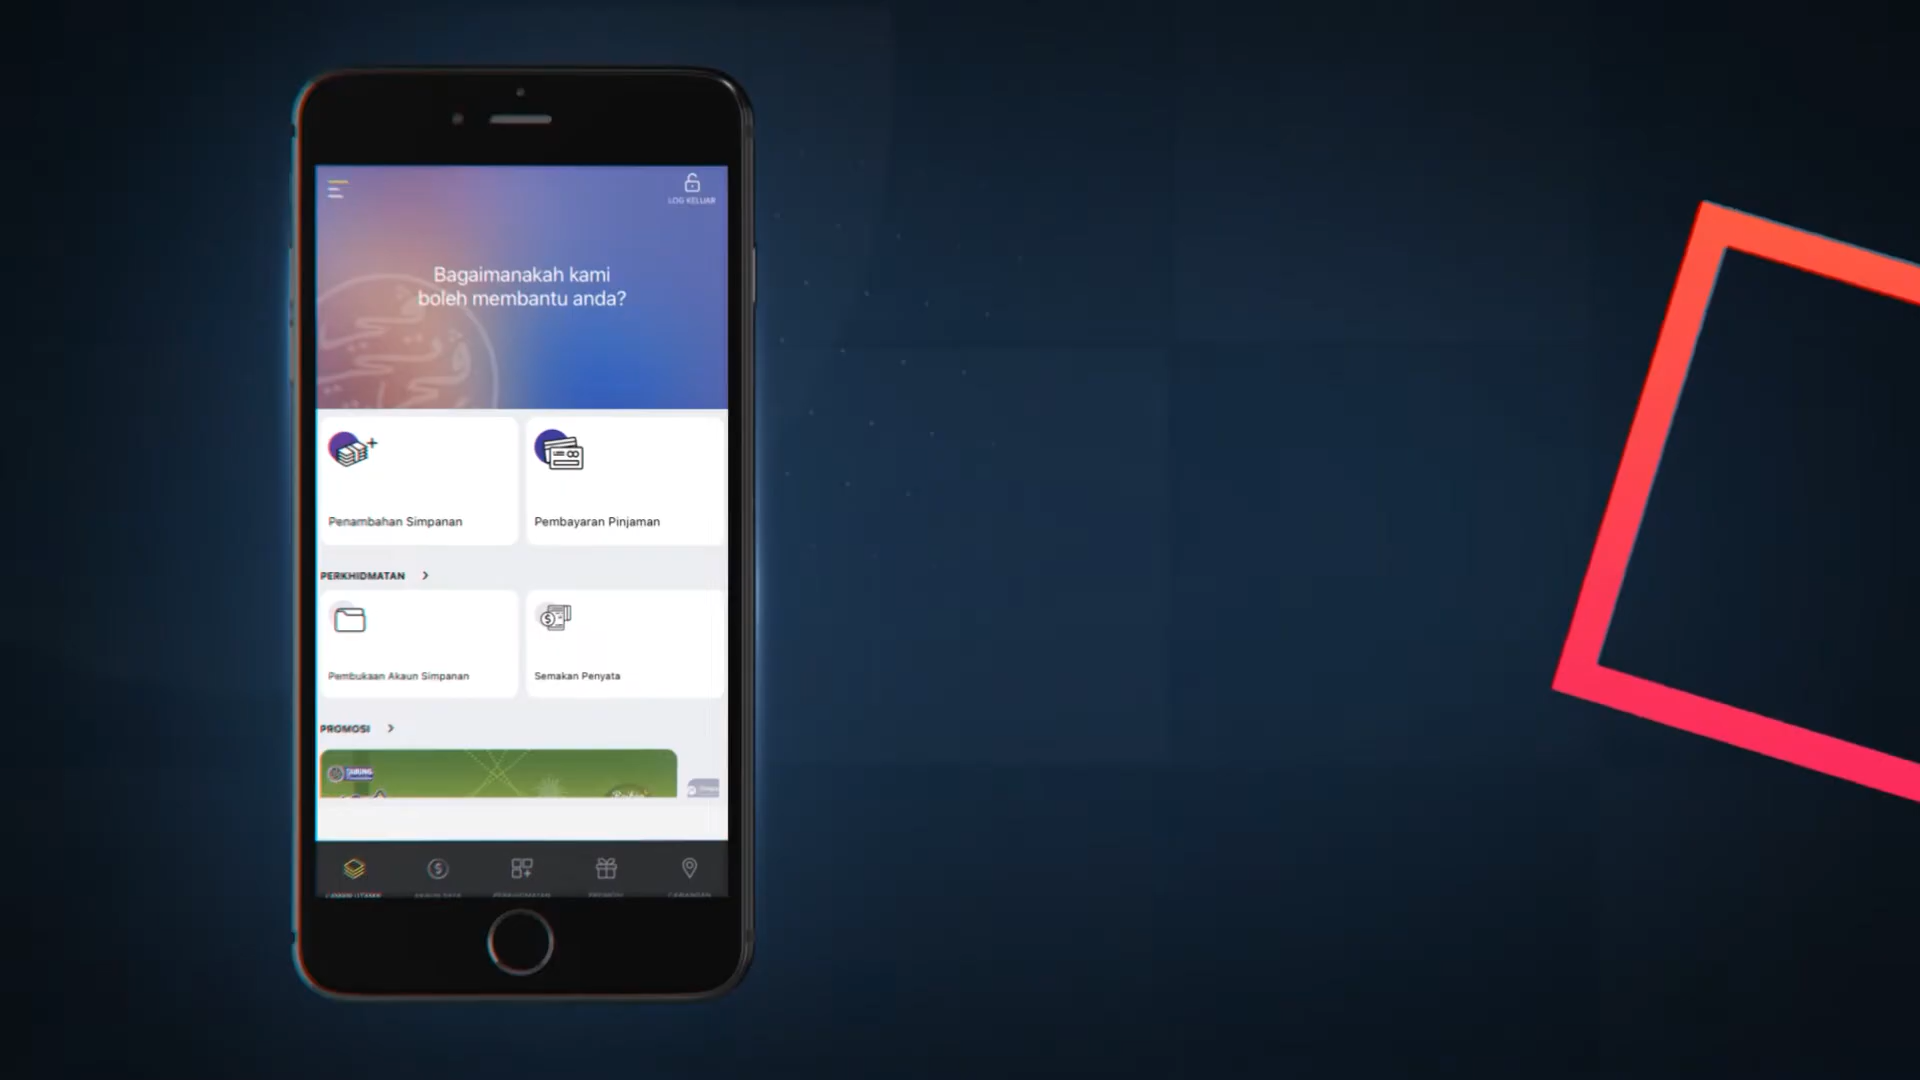 LOG KELUAR
Bagaimanakah kami
boleh membantu anda?
Penambahan Simpanan
Pembayaran Pinjaman
PERKHIDMATAN
Pembukaan Akaun Simpanan
Semakan Penyata
PROMOSI